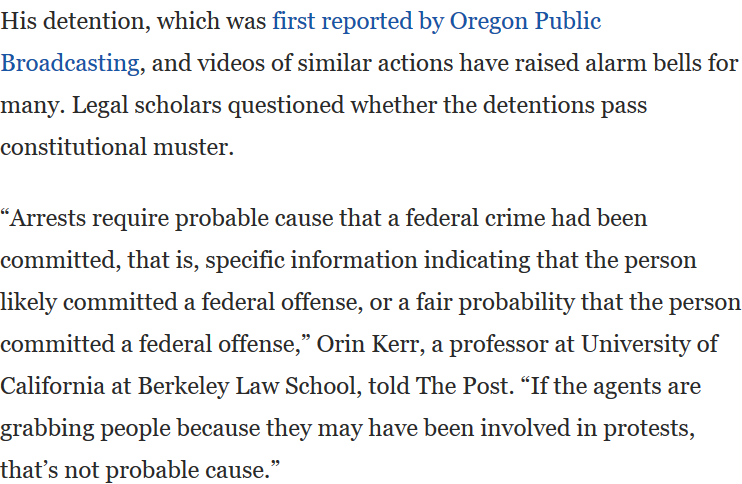 His detention, which was first reported by Oregon Public
Broadcasting, and videos of similar actions have raised alarm bells for
many. Legal scholars questioned whether the detentions pass
constitutional muster.
“Arrests require probable cause that a federal crime had been
committed, that is, specific information indicating that the person
likely committed a federal offense, or a fair probability that the person
committed a federal offense,” Orin Kerr, a professor at University of
California at Berkeley Law School, told The Post. “If the agents are
grabbing people because they may have been involved in protests,
that’s not probable cause.”